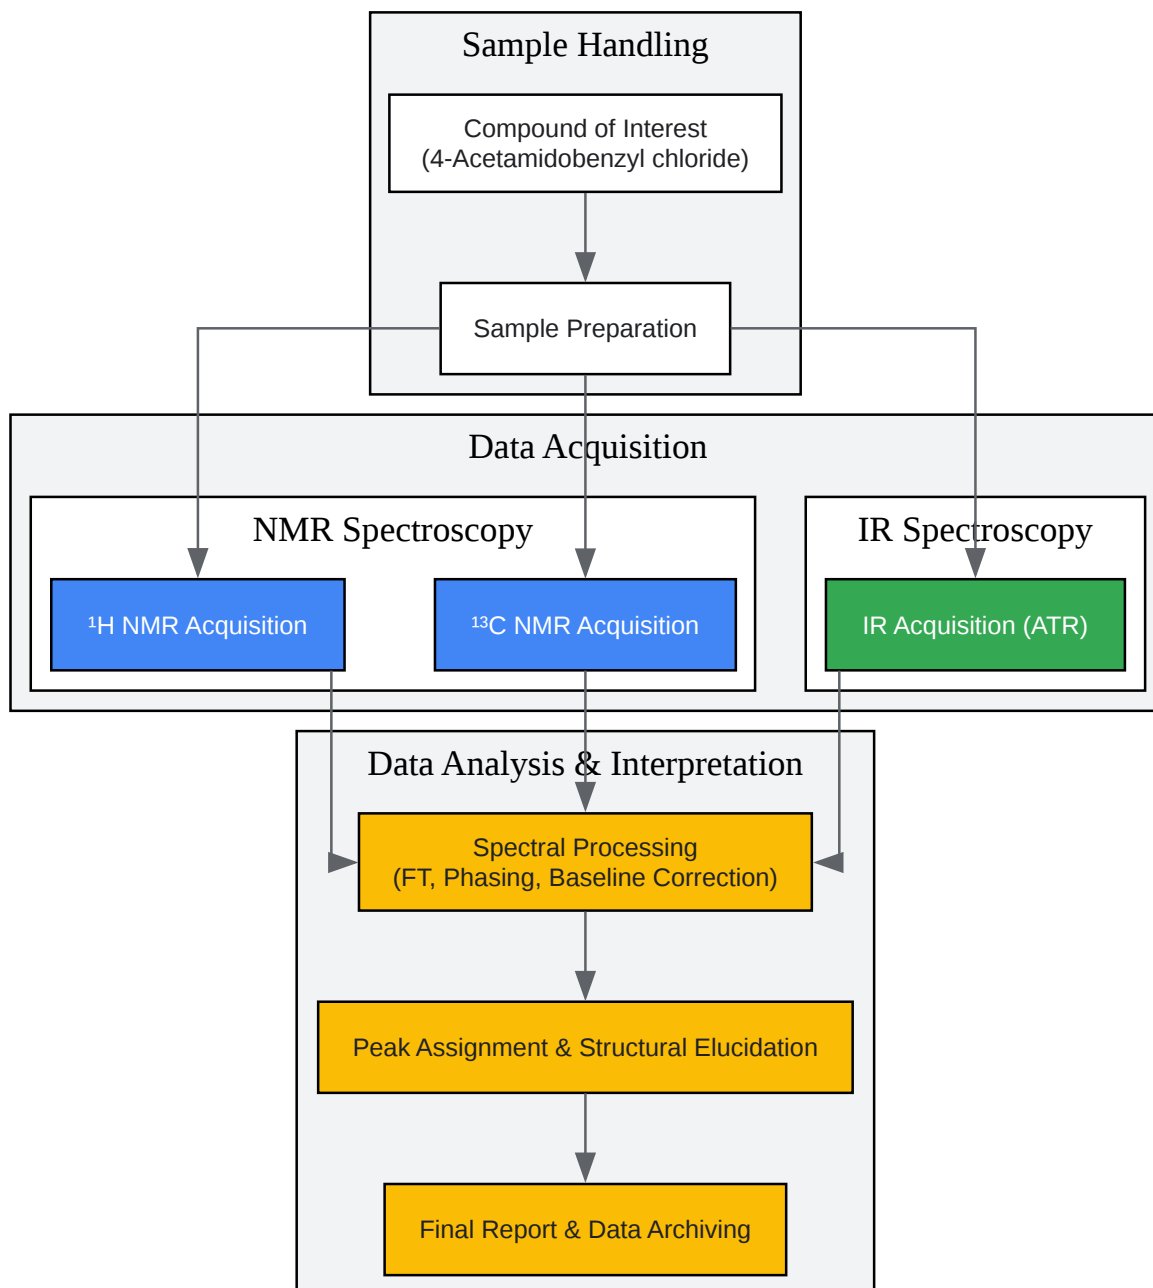 Sample Handling
Compound of Interest
(4-Acetamidobenzyl chloride)
Sample Preparation
Data Acquisition
NMR Spectroscopy
IR Spectroscopy
¹H NMR Acquisition
¹³C NMR Acquisition
IR Acquisition (ATR)
Data Analysis & Interpretation
Spectral Processing
(FT, Phasing, Baseline Correction)
Peak Assignment & Structural Elucidation
Final Report & Data Archiving